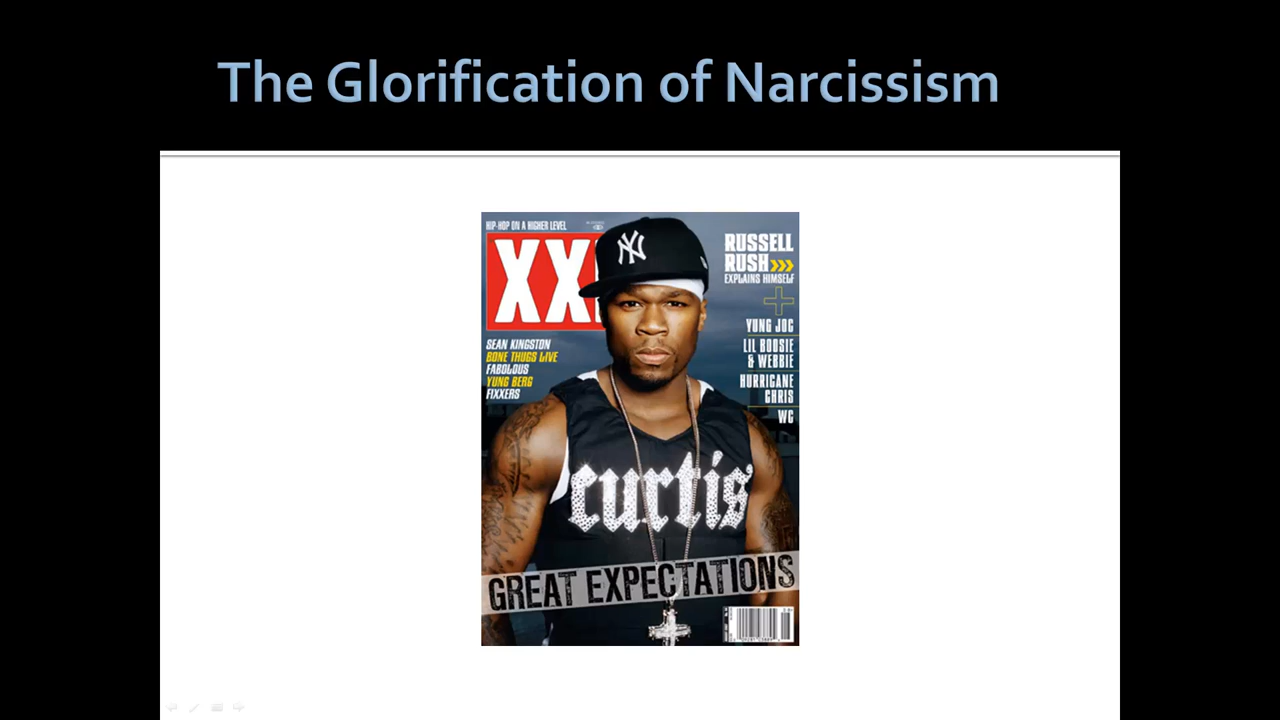 The Glorification of Narcissism
HIP-HOP ON A HIGHER LEVEL
XX
NY
RUSSELL
RUSH >>>
EXPLAINS HIMSELF
+
YUNG JOC
LIL BOOSIE
& WEBBIE
HURRICANE
CHRIS
WC
SEAN KINGSTON
BONE THUGS LIVE
FABOLOUS
YUNG BERG
FIXXERS
curtis
GREAT EXPECTATIONS